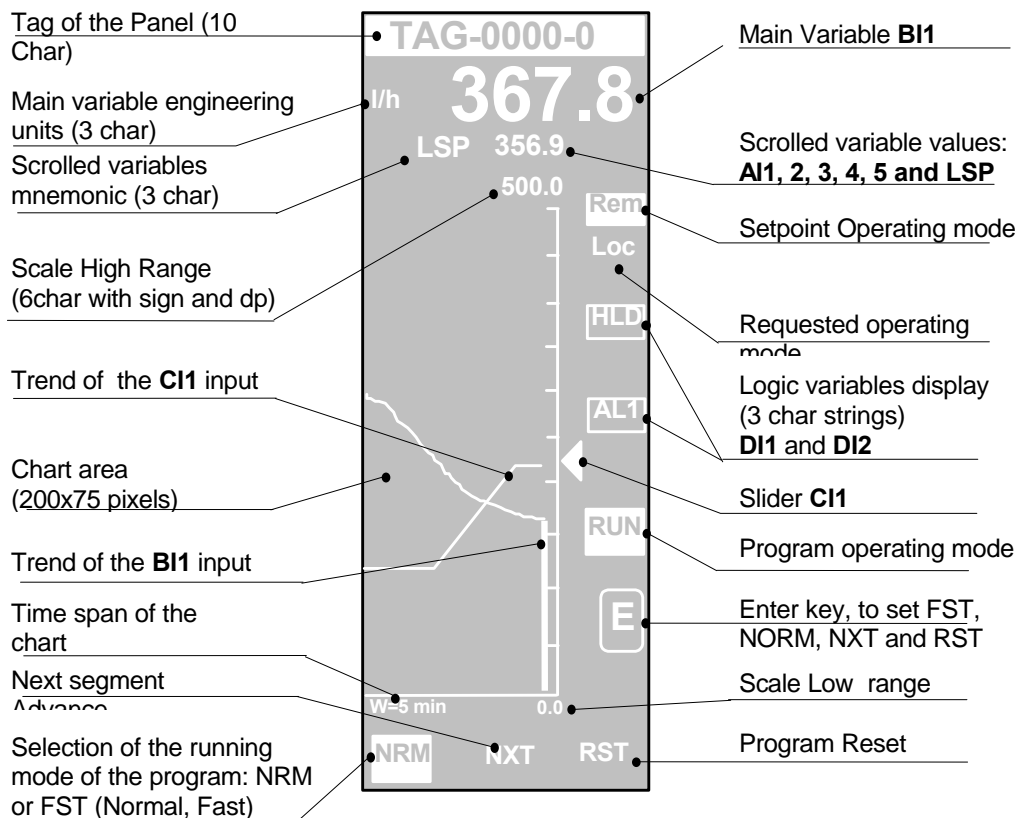 Tag of the Panel (10
Char)
Main variable engineering
units (3 char)
Scrolled variables
mnemonic (3 char)
Scale High Range
(6char with sign and dp)
Trend of the CI1 input
Chart area
(200x75 pixels)
Trend of the BI1 input
Time span of the
chart
Next segment
Advance
Selection of the running
mode of the program: NRM
or FST (Normal, Fast)
TAG-0000-0
l/h 367.8
LSP 356.9
500.0
Rem
Loc
HLD
AL1
RUN
E
W=5 min 0.0
NRM NXT RST
Main Variable BI1
Scrolled variable values:
AI1, 2, 3, 4, 5 and LSP
Setpoint Operating mode
Requested operating
mode
Logic variables display
(3 char strings)
DI1 and DI2
Slider CI1
Program operating mode
Enter key, to set FST,
NORM, NXT and RST
Scale Low range
Program Reset